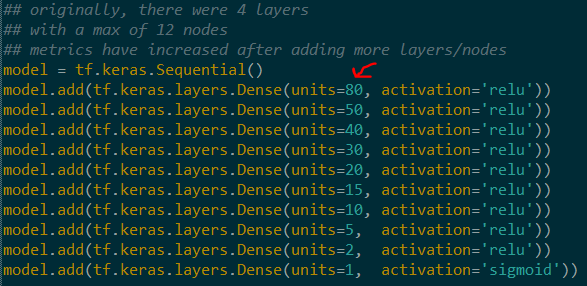 ## originally, there were 4 layers
## with a max of 12 nodes
## metrics have increased after adding more layers/nodes
model = tf.keras.Sequential()
model.add(tf.keras.layers.Dense(units=80, activation='relu'))
model.add(tf.keras.layers.Dense(units=50, activation='relu'))
model.add(tf.keras.layers.Dense(units=40, activation='relu'))
model.add(tf.keras.layers.Dense(units=30, activation='relu'))
model.add(tf.keras.layers.Dense(units=20, activation='relu'))
model.add(tf.keras.layers.Dense(units=15, activation='relu'))
model.add(tf.keras.layers.Dense(units=10, activation='relu'))
model.add(tf.keras.layers.Dense(units=5,  activation='relu'))
model.add(tf.keras.layers.Dense(units=2,  activation='relu'))
model.add(tf.keras.layers.Dense(units=1,  activation='sigmoid'))